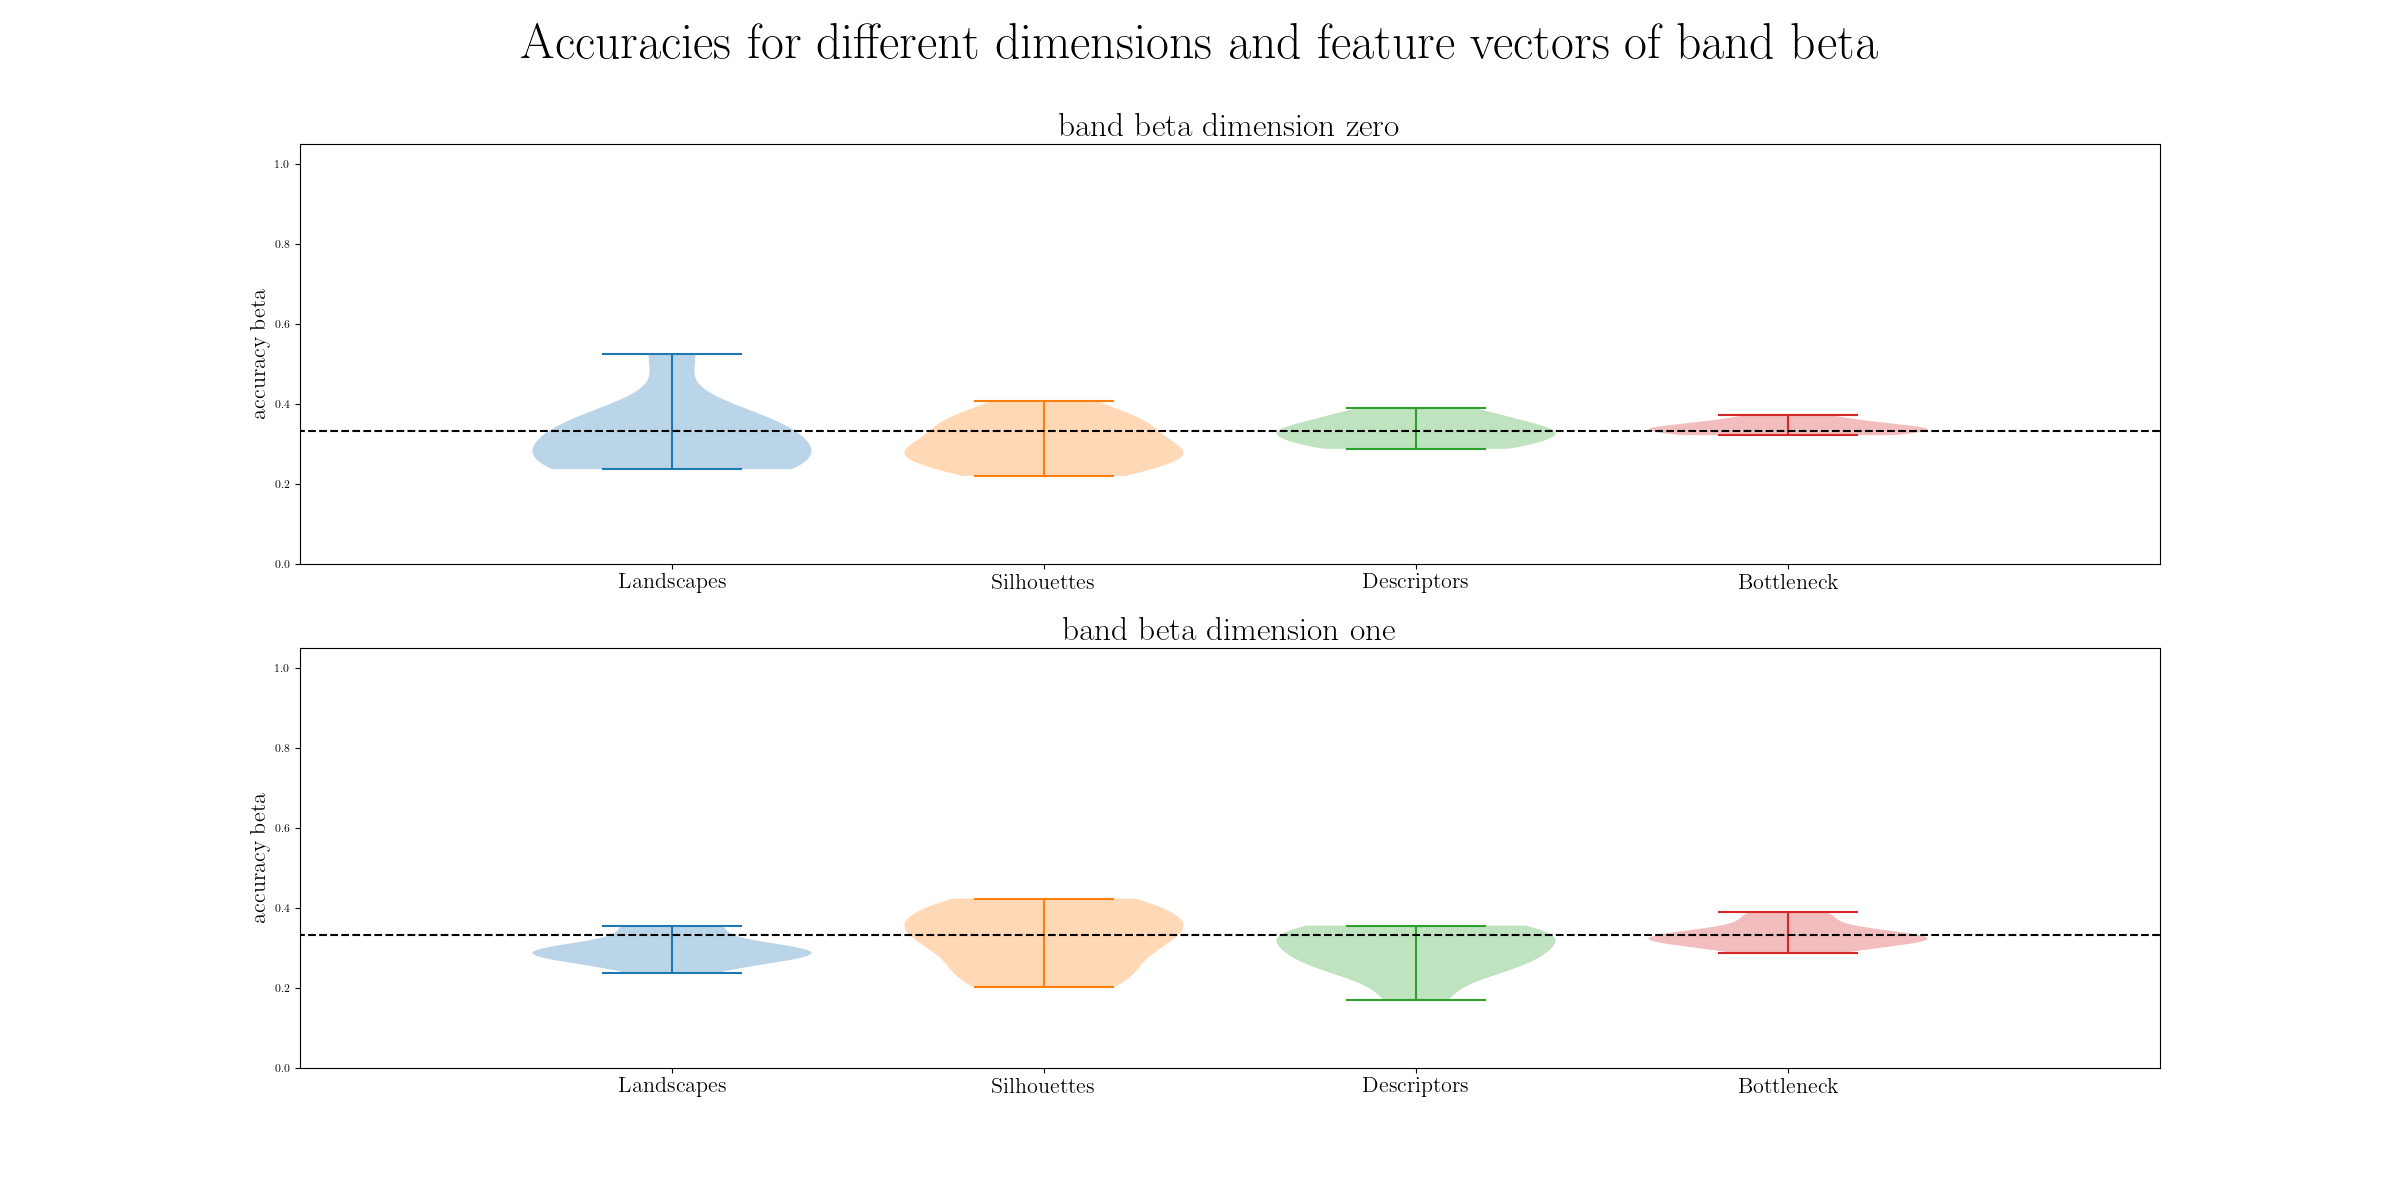 Accuracies for different dimensions and feature vectors of band beta
band beta dimension zero
accuracy beta
1.0
0.8
0.6
0.4
0.2
0.0
Landscapes Silhouettes Descriptors Bottleneck
band beta dimension one
accuracy beta
1.0
0.8
0.6
0.4
0.2
0.0
Landscapes Silhouettes Descriptors Bottleneck